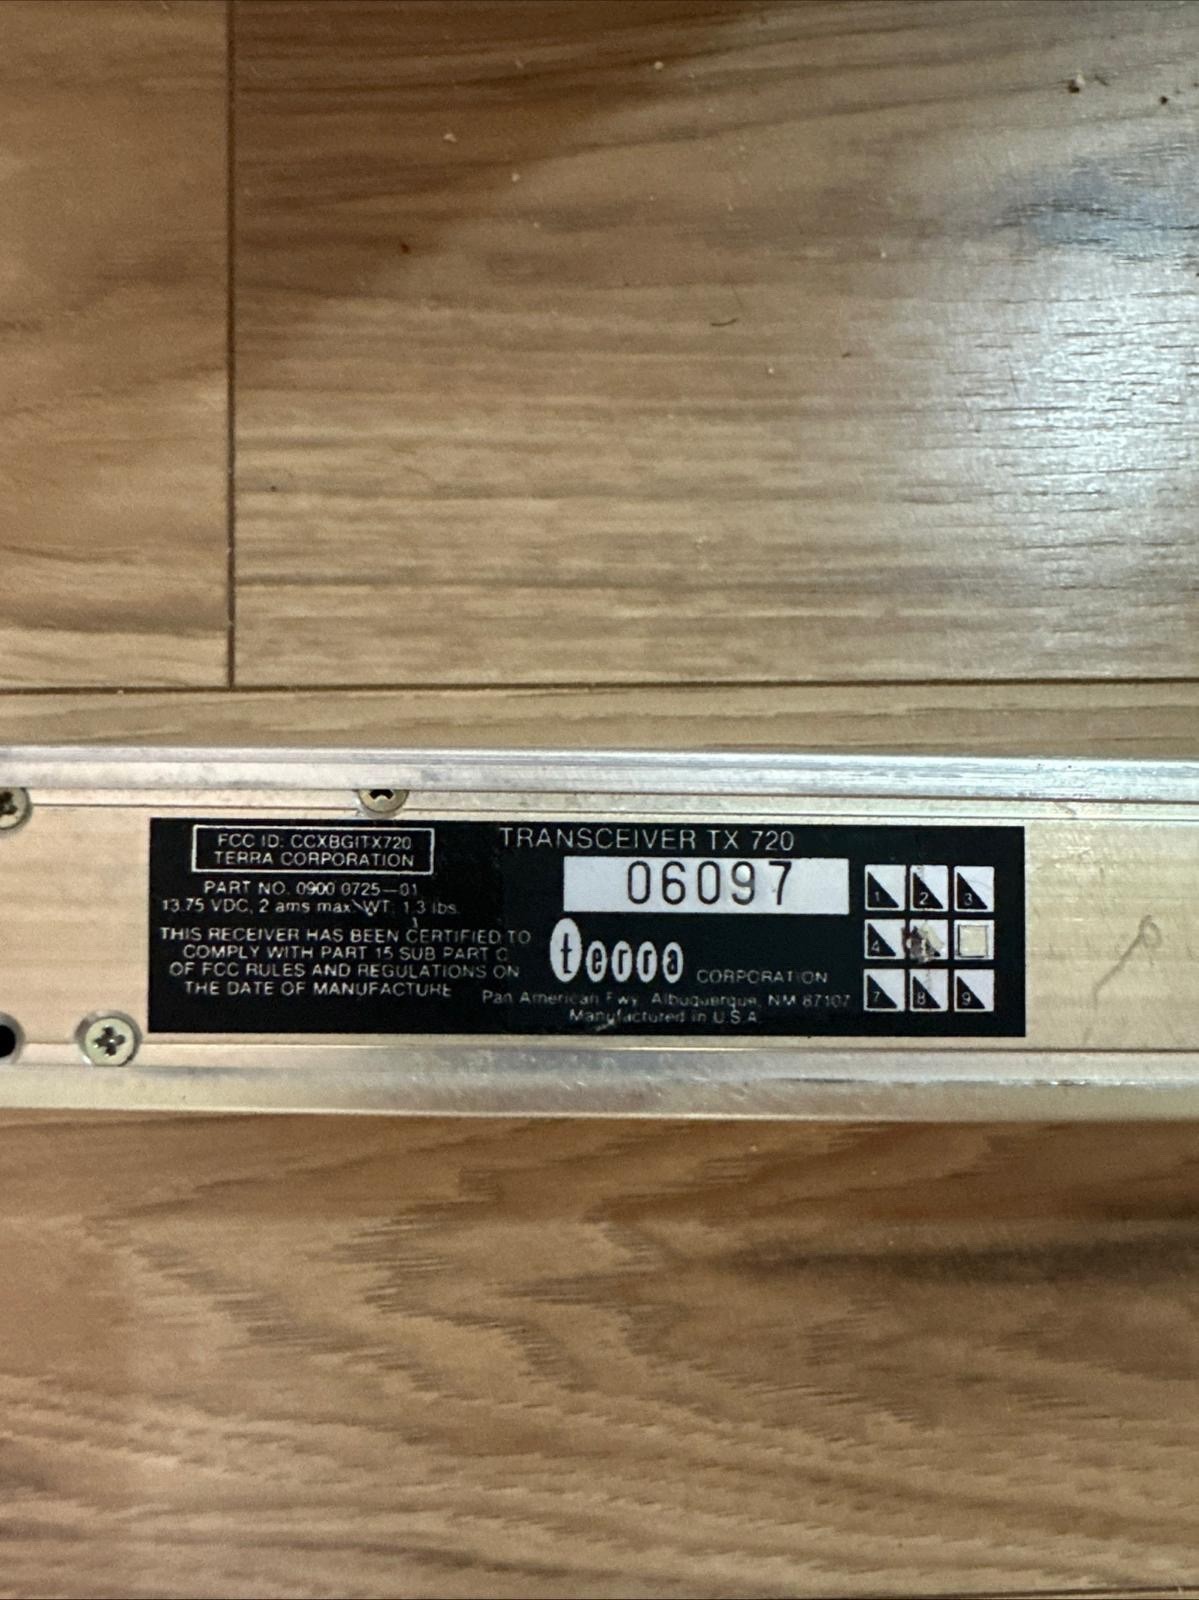 FCC ID: CCXBGITX720
TERRA CORPORATION
PART NO. 0900 0725-01
13.75 VDC, 2 ams max. WT. 1.3 lbs.
THIS RECEIVER HAS BEEN CERTIFIED TO
COMPLY WITH PART 15 SUB PART C
OF FCC RULES AND REGULATIONS ON
THE DATE OF MANUFACTURE
TRANSCEIVER TX 720
06097
terra CORPORATION
Pan American Fwy. Albuquerque, NM 87107
Manufactured in U.S.A.
1 2 3
4
7 8 9